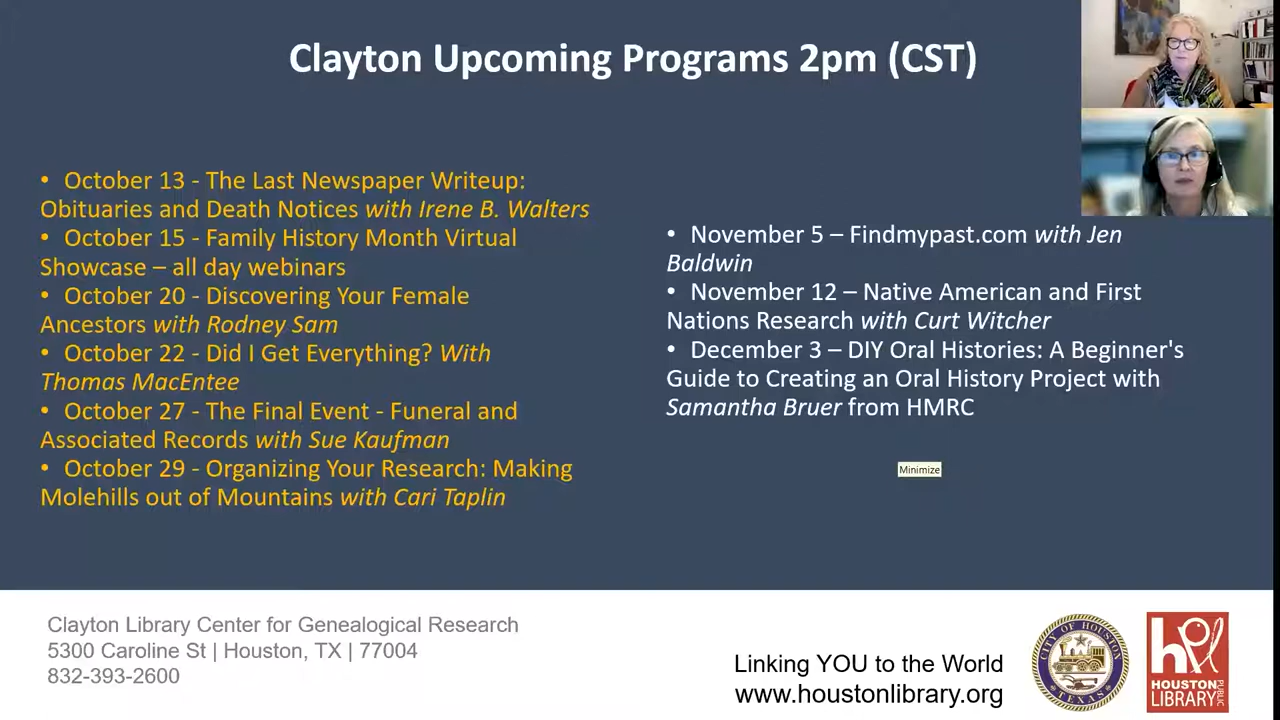 Clayton Upcoming Programs 2pm (CST)
• October 13 - The Last Newspaper Writeup:
Obituaries and Death Notices with Irene B. Walters
• October 15 - Family History Month Virtual
Showcase – all day webinars
• October 20 - Discovering Your Female
Ancestors with Rodney Sam
• October 22 - Did I Get Everything? With
Thomas MacEntee
• October 27 - The Final Event - Funeral and
Associated Records with Sue Kaufman
• October 29 - Organizing Your Research: Making
Molehills out of Mountains with Cari Taplin
• November 5 – Findmypast.com with Jen
Baldwin
• November 12 – Native American and First
Nations Research with Curt Witcher
• December 3 – DIY Oral Histories: A Beginner's
Guide to Creating an Oral History Project with
Samantha Bruer from HMRC
Minimize
Clayton Library Center for Genealogical Research
5300 Caroline St | Houston, TX | 77004
832-393-2600
Linking YOU to the World
www.houstonlibrary.org
CITY OF HOUSTON
TEXAS
hpl
HOUSTON
PUBLIC
LIBRARY